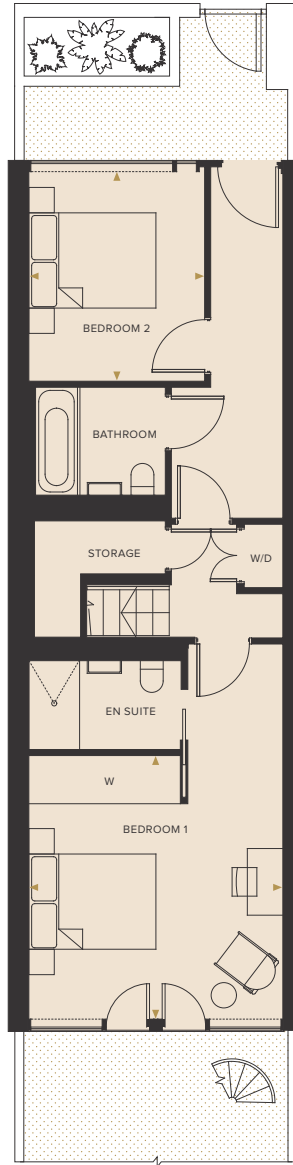 BEDROOM 2
BATHROOM
STORAGE
W/D
EN SUITE
W
BEDROOM 1